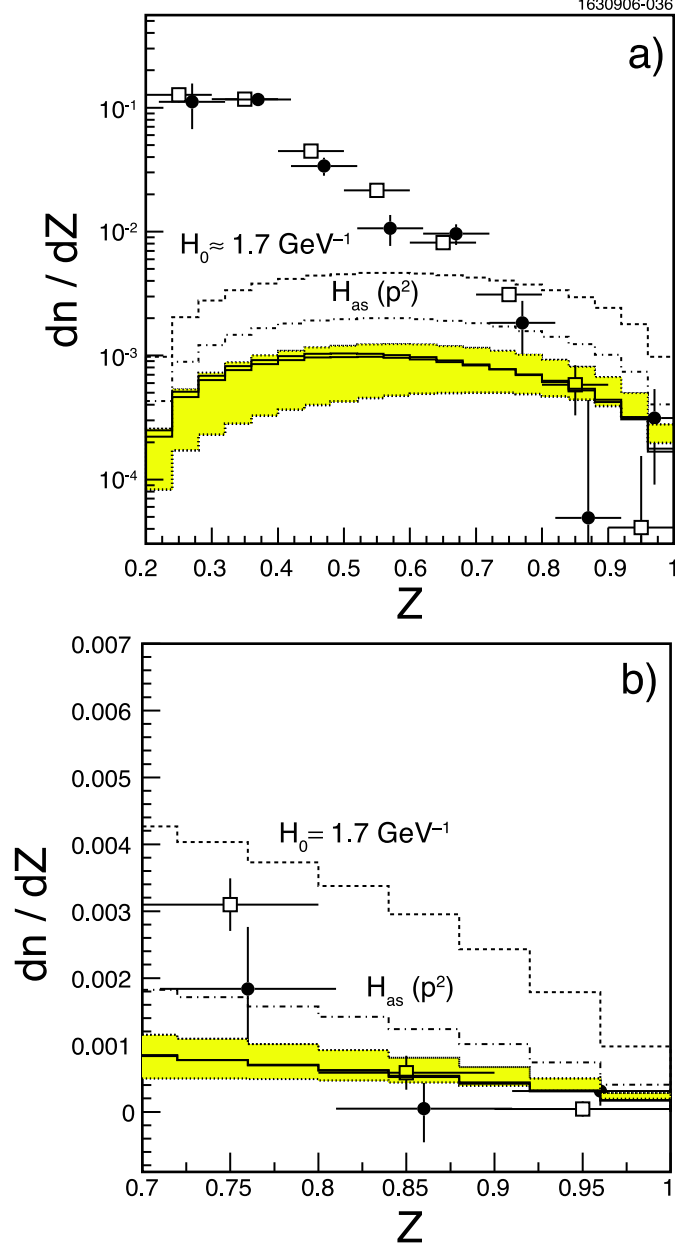 1630906-036
a)
10⁻¹
10⁻²
10⁻³
10⁻⁴
dn / dZ
H₀≈ 1.7 GeV⁻¹
Hₐₛ (p²)
0.2 0.3 0.4 0.5 0.6 0.7 0.8 0.9 1
Z
b)
0.007
0.006
0.005
0.004
0.003
0.002
0.001
0
dn / dZ
H₀= 1.7 GeV⁻¹
Hₐₛ (p²)
0.7 0.75 0.8 0.85 0.9 0.95 1
Z